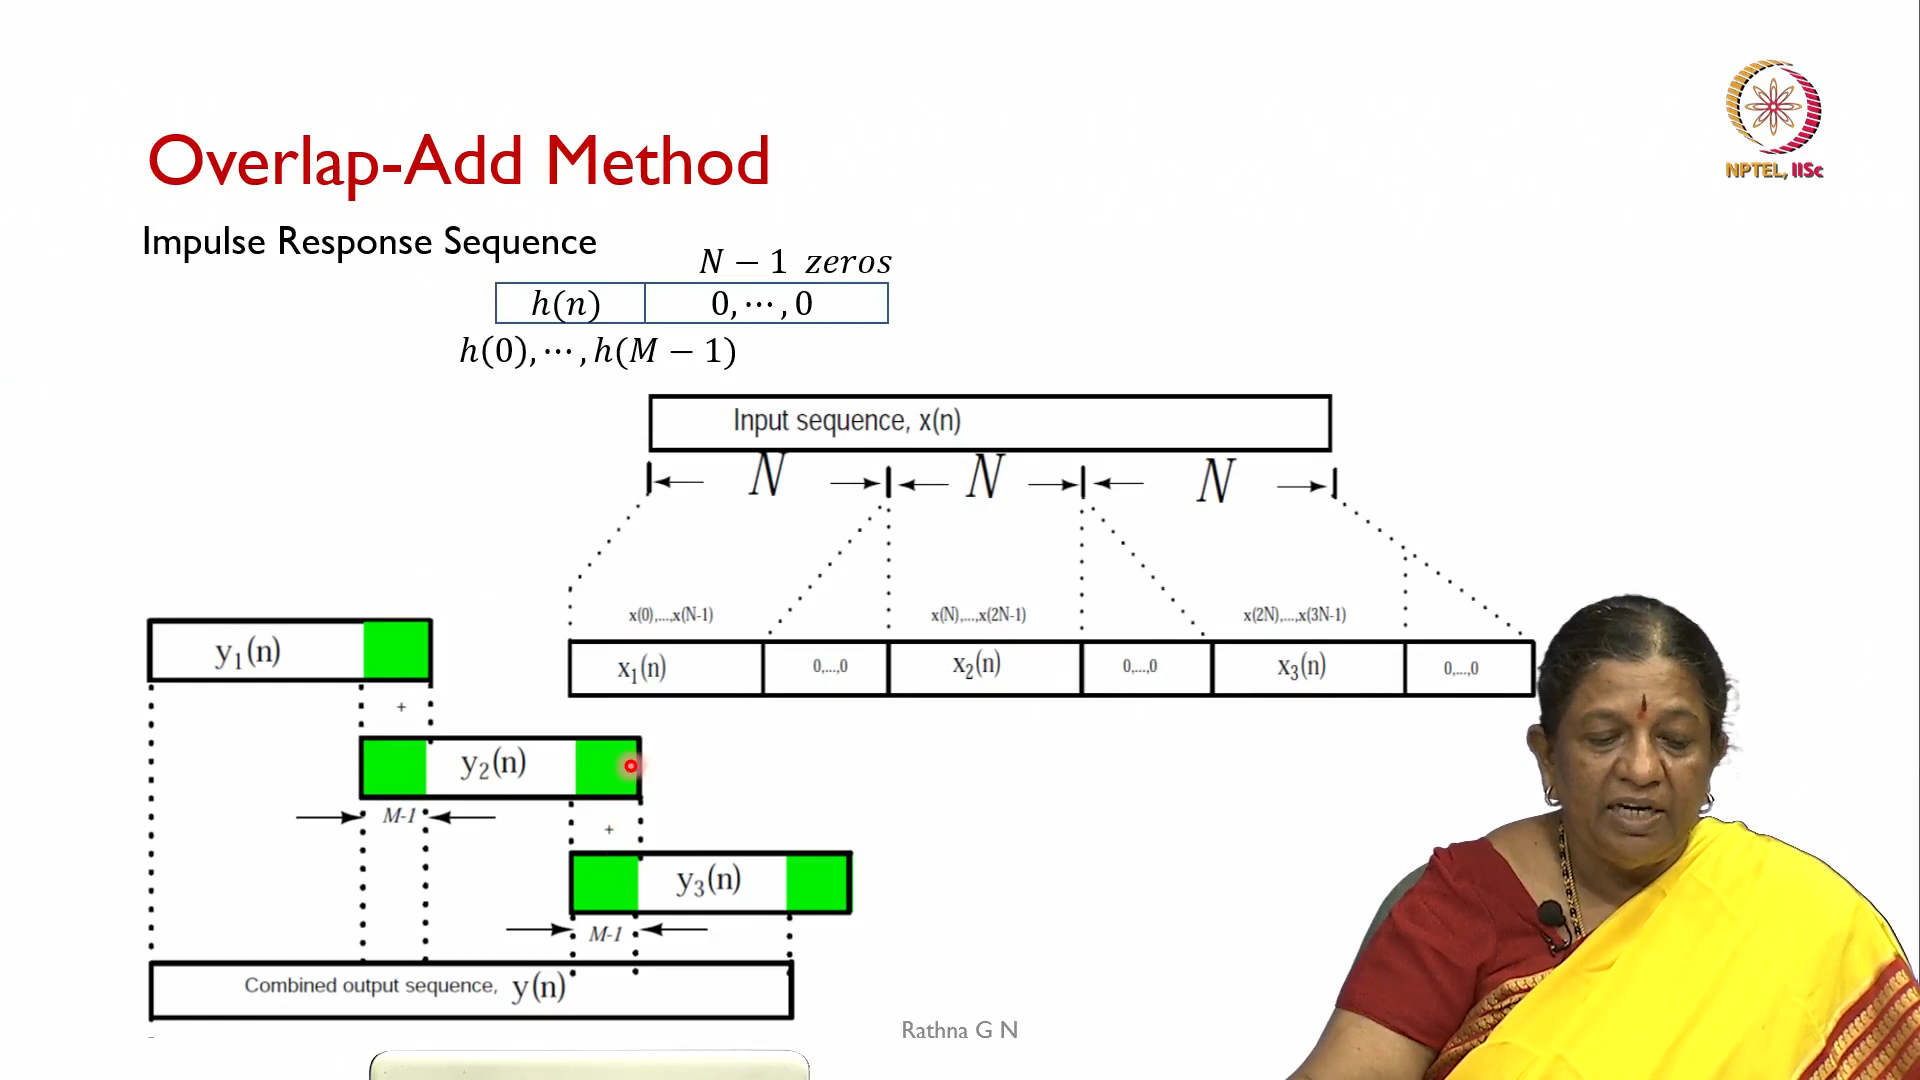 NPTEL, IISc
Overlap-Add Method
Impulse Response Sequence
N − 1 zeros
h(n) 0,⋯,0
h(0),⋯,h(M − 1)
Input sequence, x(n)
N N N
x(0),...,x(N-1) x(N),...,x(2N-1) x(2N),...,x(3N-1)
x₁(n) 0,...,0 x₂(n) 0,...,0 x₃(n) 0,...,0
y₁(n)
+
y₂(n)
M-1
+
y₃(n)
M-1
Combined output sequence, y(n)
Rathna G N